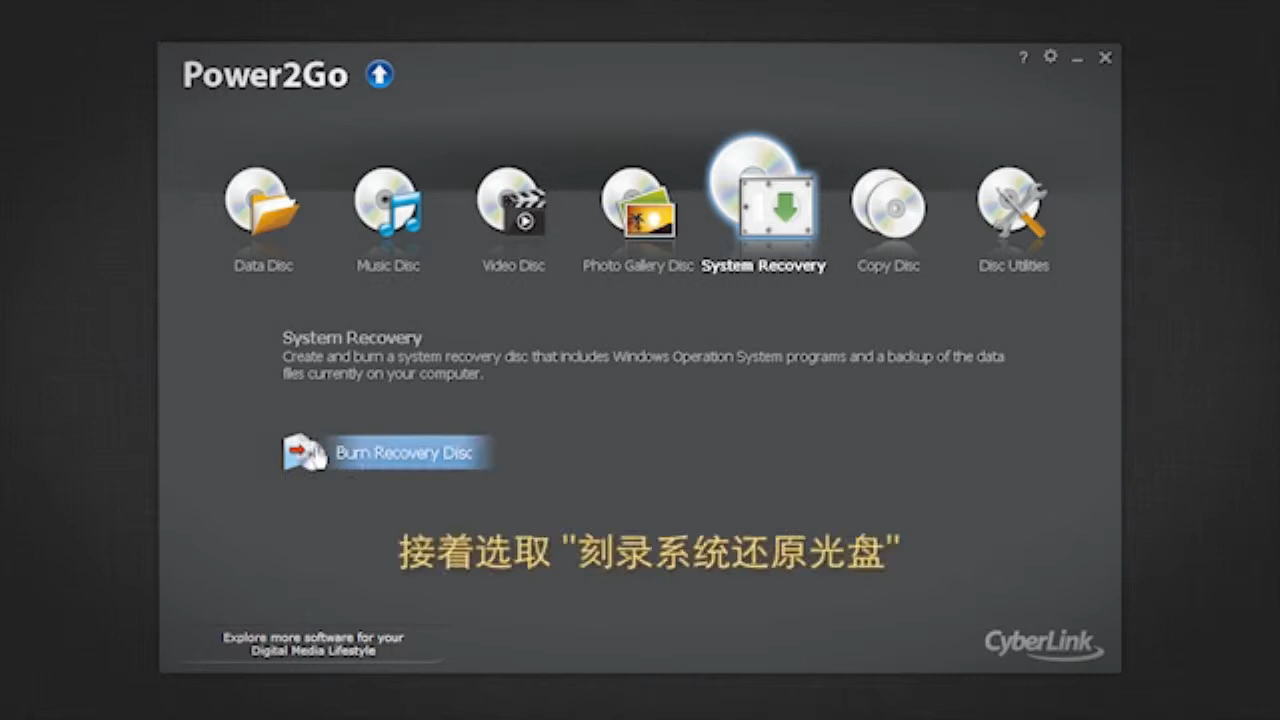 Power2Go
?
Data Disc
Music Disc
Video Disc
Photo Gallery Disc
System Recovery
Copy Disc
Disc Utilities
System Recovery
Create and burn a system recovery disc that includes Windows Operation System programs and a backup of the data
files currently on your computer.
Burn Recovery Disc
接着选取 "刻录系统还原光盘"
Explore more software for your
Digital Media Lifestyle
CyberLink